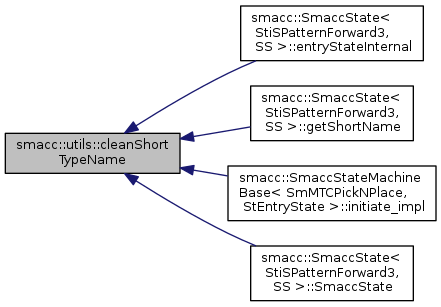 smacc::utils::cleanShort
TypeName
smacc::SmaccState<
StiSPatternForward3,
SS >::entryStateInternal
smacc::SmaccState<
StiSPatternForward3,
SS >::getShortName
smacc::SmaccStateMachine
Base< SmMTCPickNPlace,
StEntryState >::initiate_impl
smacc::SmaccState<
StiSPatternForward3,
SS >::SmaccState